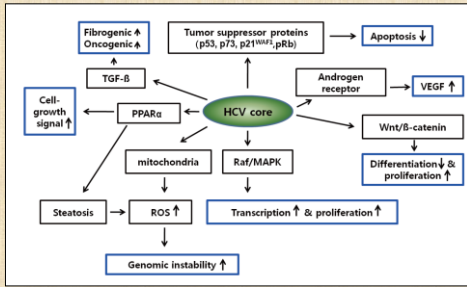 Fibrogenic ↑
Oncogenic ↑
Tumor suppressor proteins
(p53, p73, p21WAF1,pRb)
Apoptosis ↓
TGF-ß
Androgen
receptor
VEGF ↑
Cell-
growth
signal ↑
PPARα
HCV core
Wnt/ß-catenin
mitochondria
Raf/MAPK
Differentiation↓ &
proliferation ↑
Steatosis
ROS ↑
Transcription ↑ & proliferation ↑
Genomic instability ↑